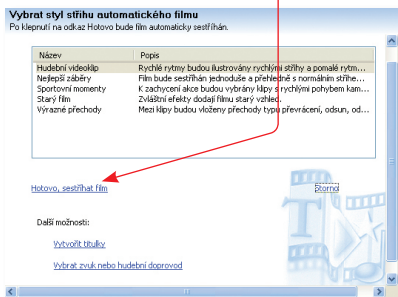 Vybrat styl střihu automatického filmu
Po klepnutí na odkaz Hotovo bude film automaticky sestříhán.
Název Popis
Hudební videoklip Rychlé rytmy budou ilustrovány rychlými střihy a pomalé rytm...
Nejlepší záběry Film bude sestříhán jednoduše a přehledně s normálním střihe...
Sportovní momenty K zachycení akce budou vybrány klipy s rychlými pohybem kam...
Starý film Zvláštní efekty dodají filmu starý vzhled.
Výrazné přechody Mezi klipy budou vloženy přechody typu převrácení, odsun, od...
Hotovo, sestříhat film Storno
Další možnosti:
Vytvořit titulky
Vybrat zvuk nebo hudební doprovod